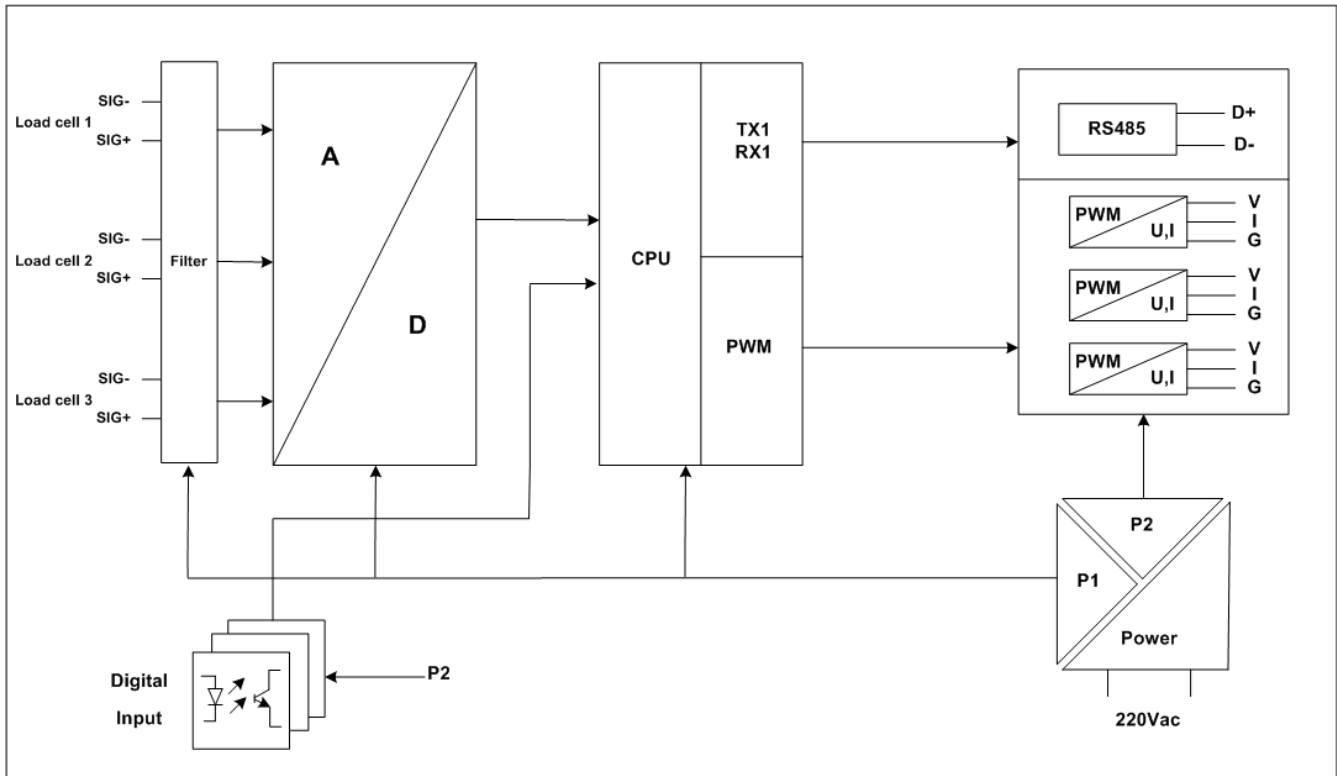 SIG-
Load cell 1
SIG+
SIG-
Load cell 2
SIG+
SIG-
Load cell 3
SIG+
Filter
A
D
CPU
TX1
RX1
PWM
RS485
D+
D-
PWM
U,I
V
I
G
PWM
U,I
V
I
G
PWM
U,I
V
I
G
P2
P1
Power
220Vac
Digital
Input
P2